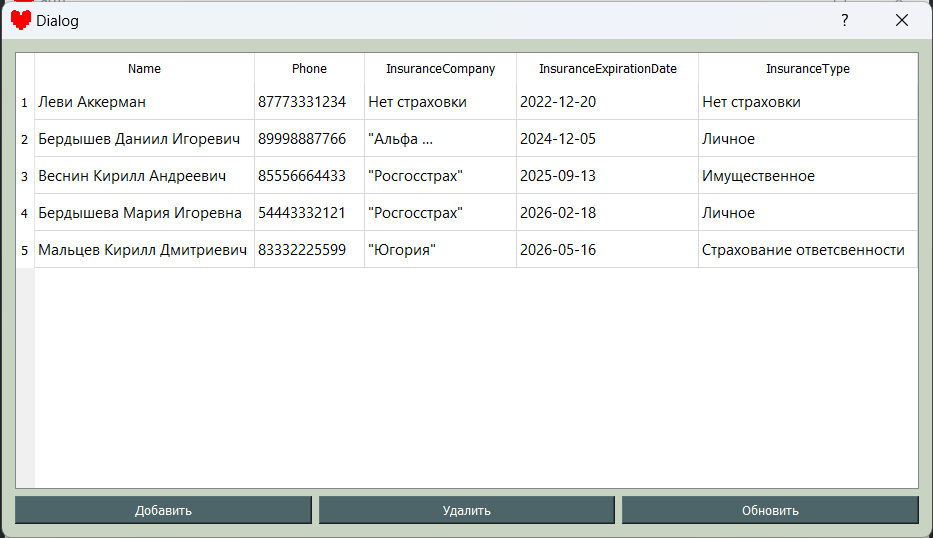 Dialog ?
Name Phone InsuranceCompany InsuranceExpirationDate InsuranceType
1 Леви Аккерман 87773331234 Нет страховки 2022-12-20 Нет страховки
2 Бердышев Даниил Игоревич 89998887766 "Альфа ... 2024-12-05 Личное
3 Веснин Кирилл Андреевич 85556664433 "Росгосстрах" 2025-09-13 Имущественное
4 Бердышева Мария Игоревна 54443332121 "Росгосстрах" 2026-02-18 Личное
5 Мальцев Кирилл Дмитриевич 83332225599 "Югория" 2026-05-16 Страхование ответсвенности
Добавить Удалить Обновить